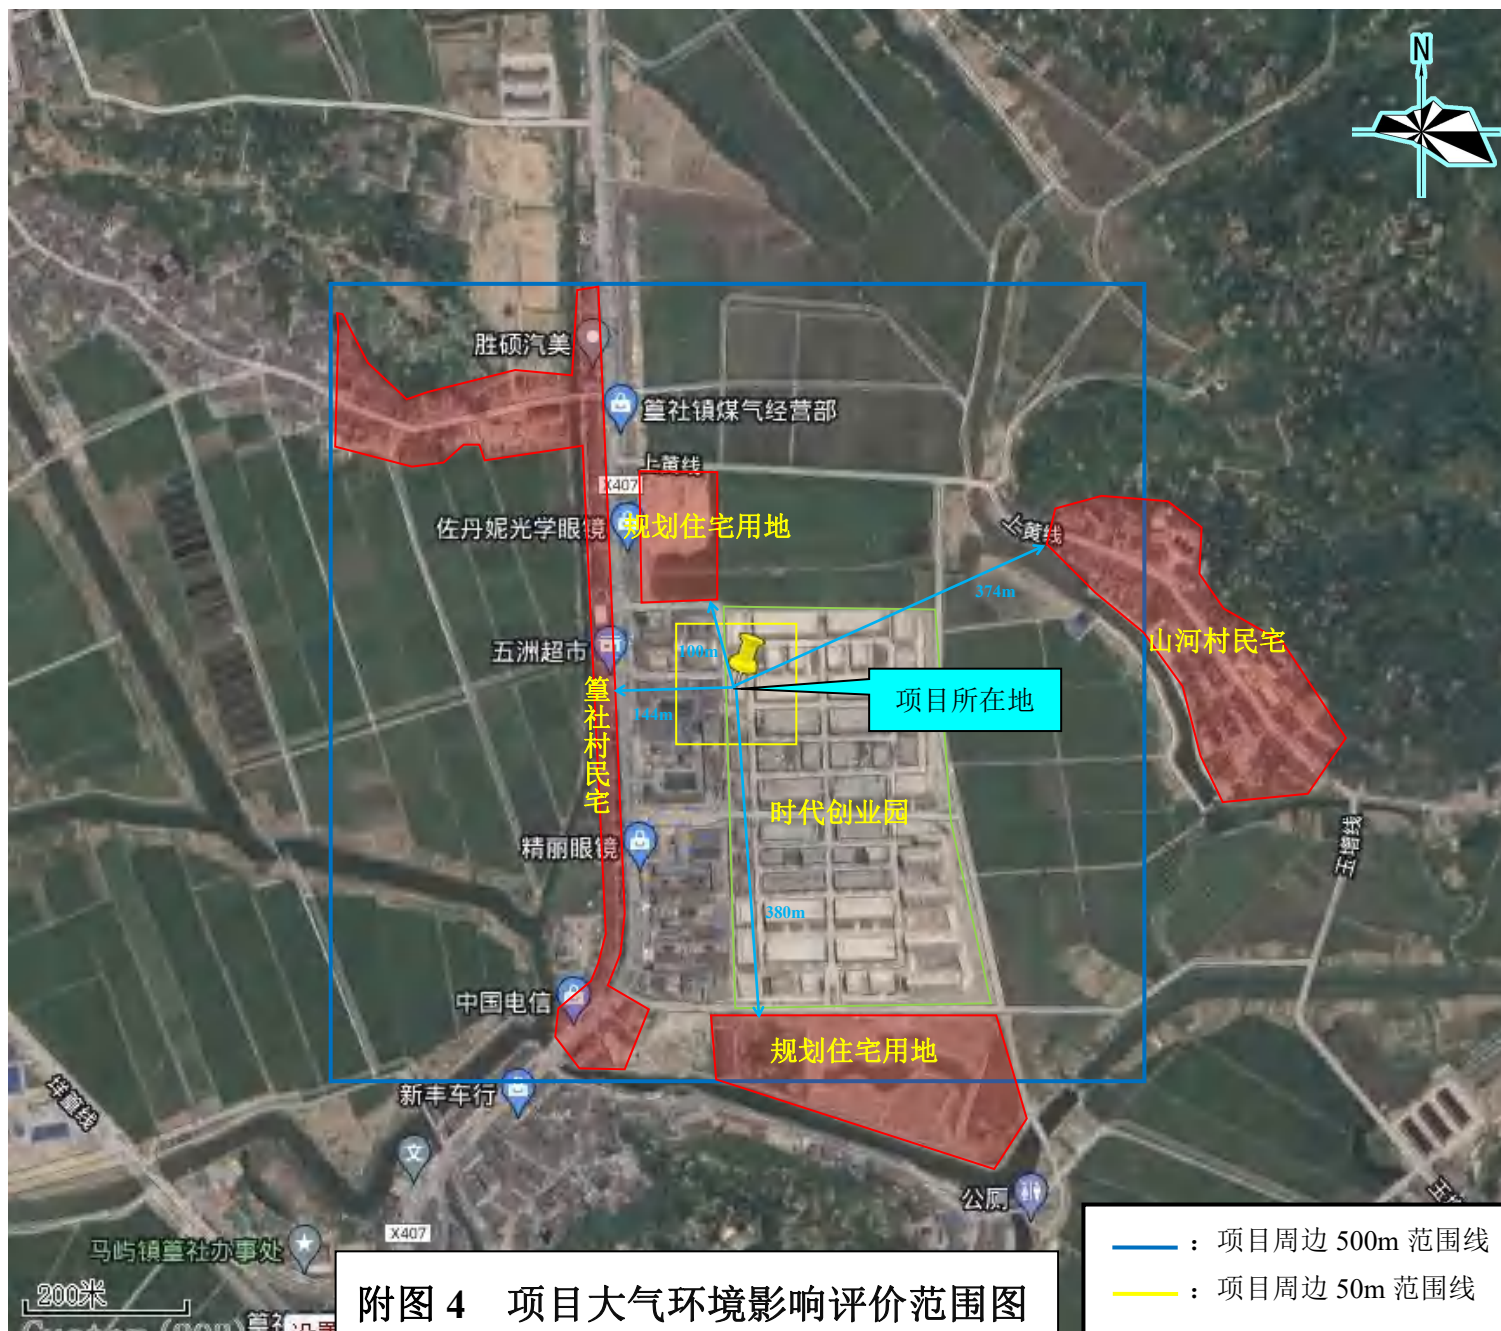 N
胜硕汽美
篁社镇煤气经营部
上黄线
X407
佐丹妮光学眼镜
规划住宅用地
上黄线
374m
山河村民宅
五洲超市
100m
项目所在地
144m
篁社村民宅
时代创业园
精丽眼镜
玉增线
380m
中国电信
规划住宅用地
新丰车行
文
公厕
X407
马屿镇篁社办事处
200米
：项目周边 500m 范围线
：项目周边 50m 范围线
附图 4 项目大气环境影响评价范围图